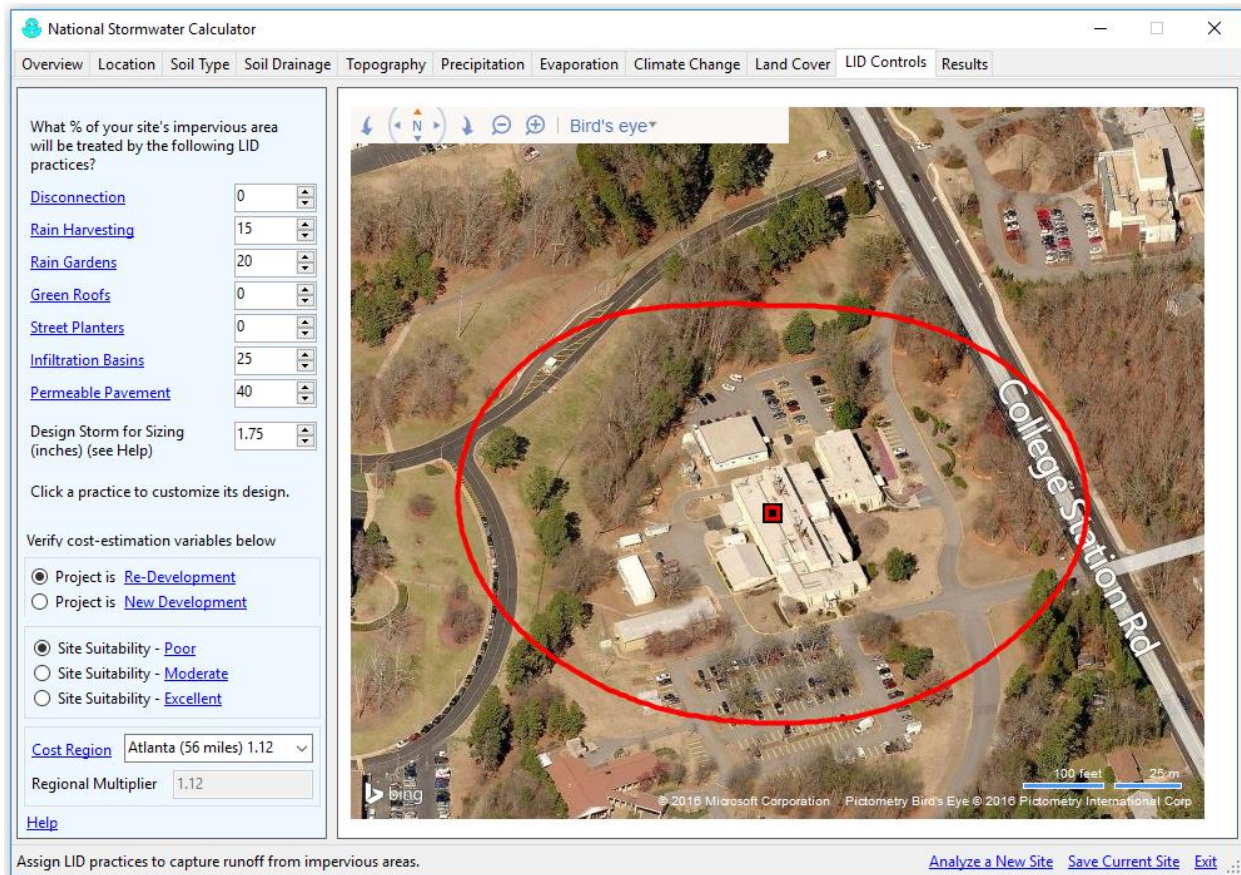 National Stormwater Calculator
Overview Location Soil Type Soil Drainage Topography Precipitation Evaporation Climate Change Land Cover LID Controls Results
What % of your site's impervious area
will be treated by the following LID
practices?
Disconnection 0
Rain Harvesting 15
Rain Gardens 20
Green Roofs 0
Street Planters 0
Infiltration Basins 25
Permeable Pavement 40
Design Storm for Sizing
(inches) (see Help) 1.75
Click a practice to customize its design.
Verify cost-estimation variables below
Project is Re-Development
Project is New Development
Site Suitability - Poor
Site Suitability - Moderate
Site Suitability - Excellent
Cost Region Atlanta (56 miles) 1.12
Regional Multiplier 1.12
Help
N Bird's eye
College Station Rd
100 feet 25 m
bing © 2016 Microsoft Corporation Pictometry Bird's Eye © 2016 Pictometry International Corp
Assign LID practices to capture runoff from impervious areas. Analyze a New Site Save Current Site Exit